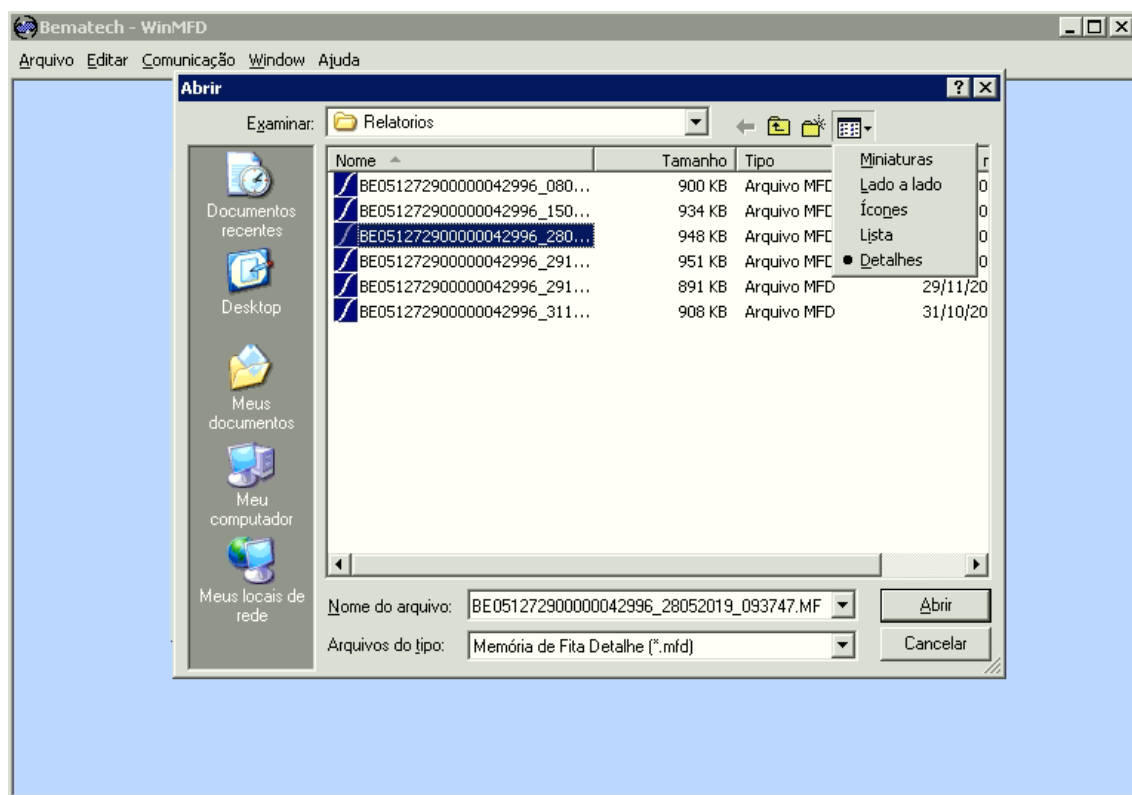 Bematech - WinMFD
Arquivo Editar Comunicação Window Ajuda
Abrir
Examinar: Relatorios
Nome Tamanho Tipo
BE051272900000042996_080... 900 KB Arquivo MFD
BE051272900000042996_150... 934 KB Arquivo MFD
BE051272900000042996_280... 948 KB Arquivo MFD
BE051272900000042996_291... 951 KB Arquivo MFD
BE051272900000042996_291... 891 KB Arquivo MFD 29/11/20
BE051272900000042996_311... 908 KB Arquivo MFD 31/10/20
Miniaturas
Lado a lado
Ícones
Lista
Detalhes
Documentos
recentes
Desktop
Meus
documentos
Meu
computador
Meus locais de
rede
Nome do arquivo: BE051272900000042996_28052019_093747.MF Abrir
Arquivos do tipo: Memória de Fita Detalhe (*.mfd) Cancelar